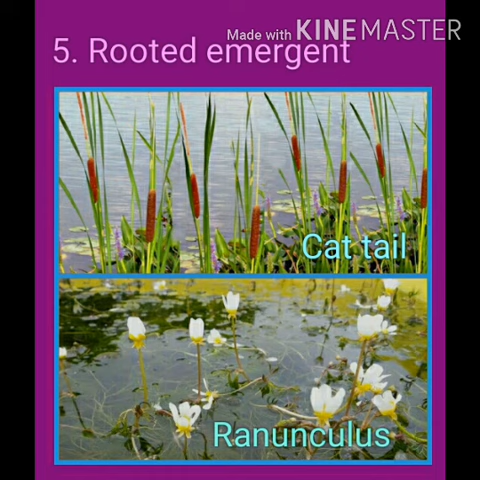 Made with KINEMASTER
5. Rooted emergent
Cat tail
Ranunculus